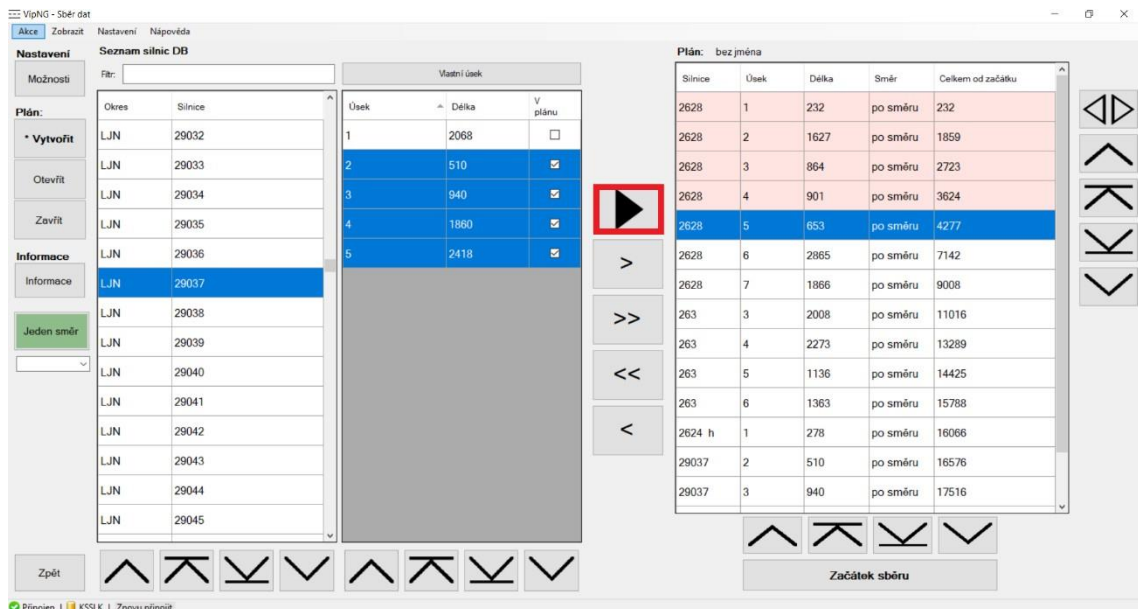 VipNG - Sběr dat
Akce Zobrazit Nastavení Nápověda
Nastavení
Možnosti
Plán:
* Vytvořit
Otevřít
Zavřít
Informace
Informace
Jeden směr
Zpět
Seznam silnic DB
Filtr:
Okres Silnice
LJN 29032
LJN 29033
LJN 29034
LJN 29035
LJN 29036
LJN 29037
LJN 29038
LJN 29039
LJN 29040
LJN 29041
LJN 29042
LJN 29043
LJN 29044
LJN 29045
Vlastní úsek
Úsek Délka V plánu
1 2068
2 510
3 940
4 1860
5 2418
>
>>
<<
<
Plán: bez jména
Silnice Úsek Délka Směr Celkem od začátku
2628 1 232 po směru 232
2628 2 1627 po směru 1859
2628 3 864 po směru 2723
2628 4 901 po směru 3624
2628 5 653 po směru 4277
2628 6 2865 po směru 7142
2628 7 1866 po směru 9008
263 3 2008 po směru 11016
263 4 2273 po směru 13289
263 5 1136 po směru 14425
263 6 1363 po směru 15788
2624 h 1 278 po směru 16066
29037 2 510 po směru 16576
29037 3 940 po směru 17516
Začátek sběru
Připojen | KSSLK | Znovu připojit